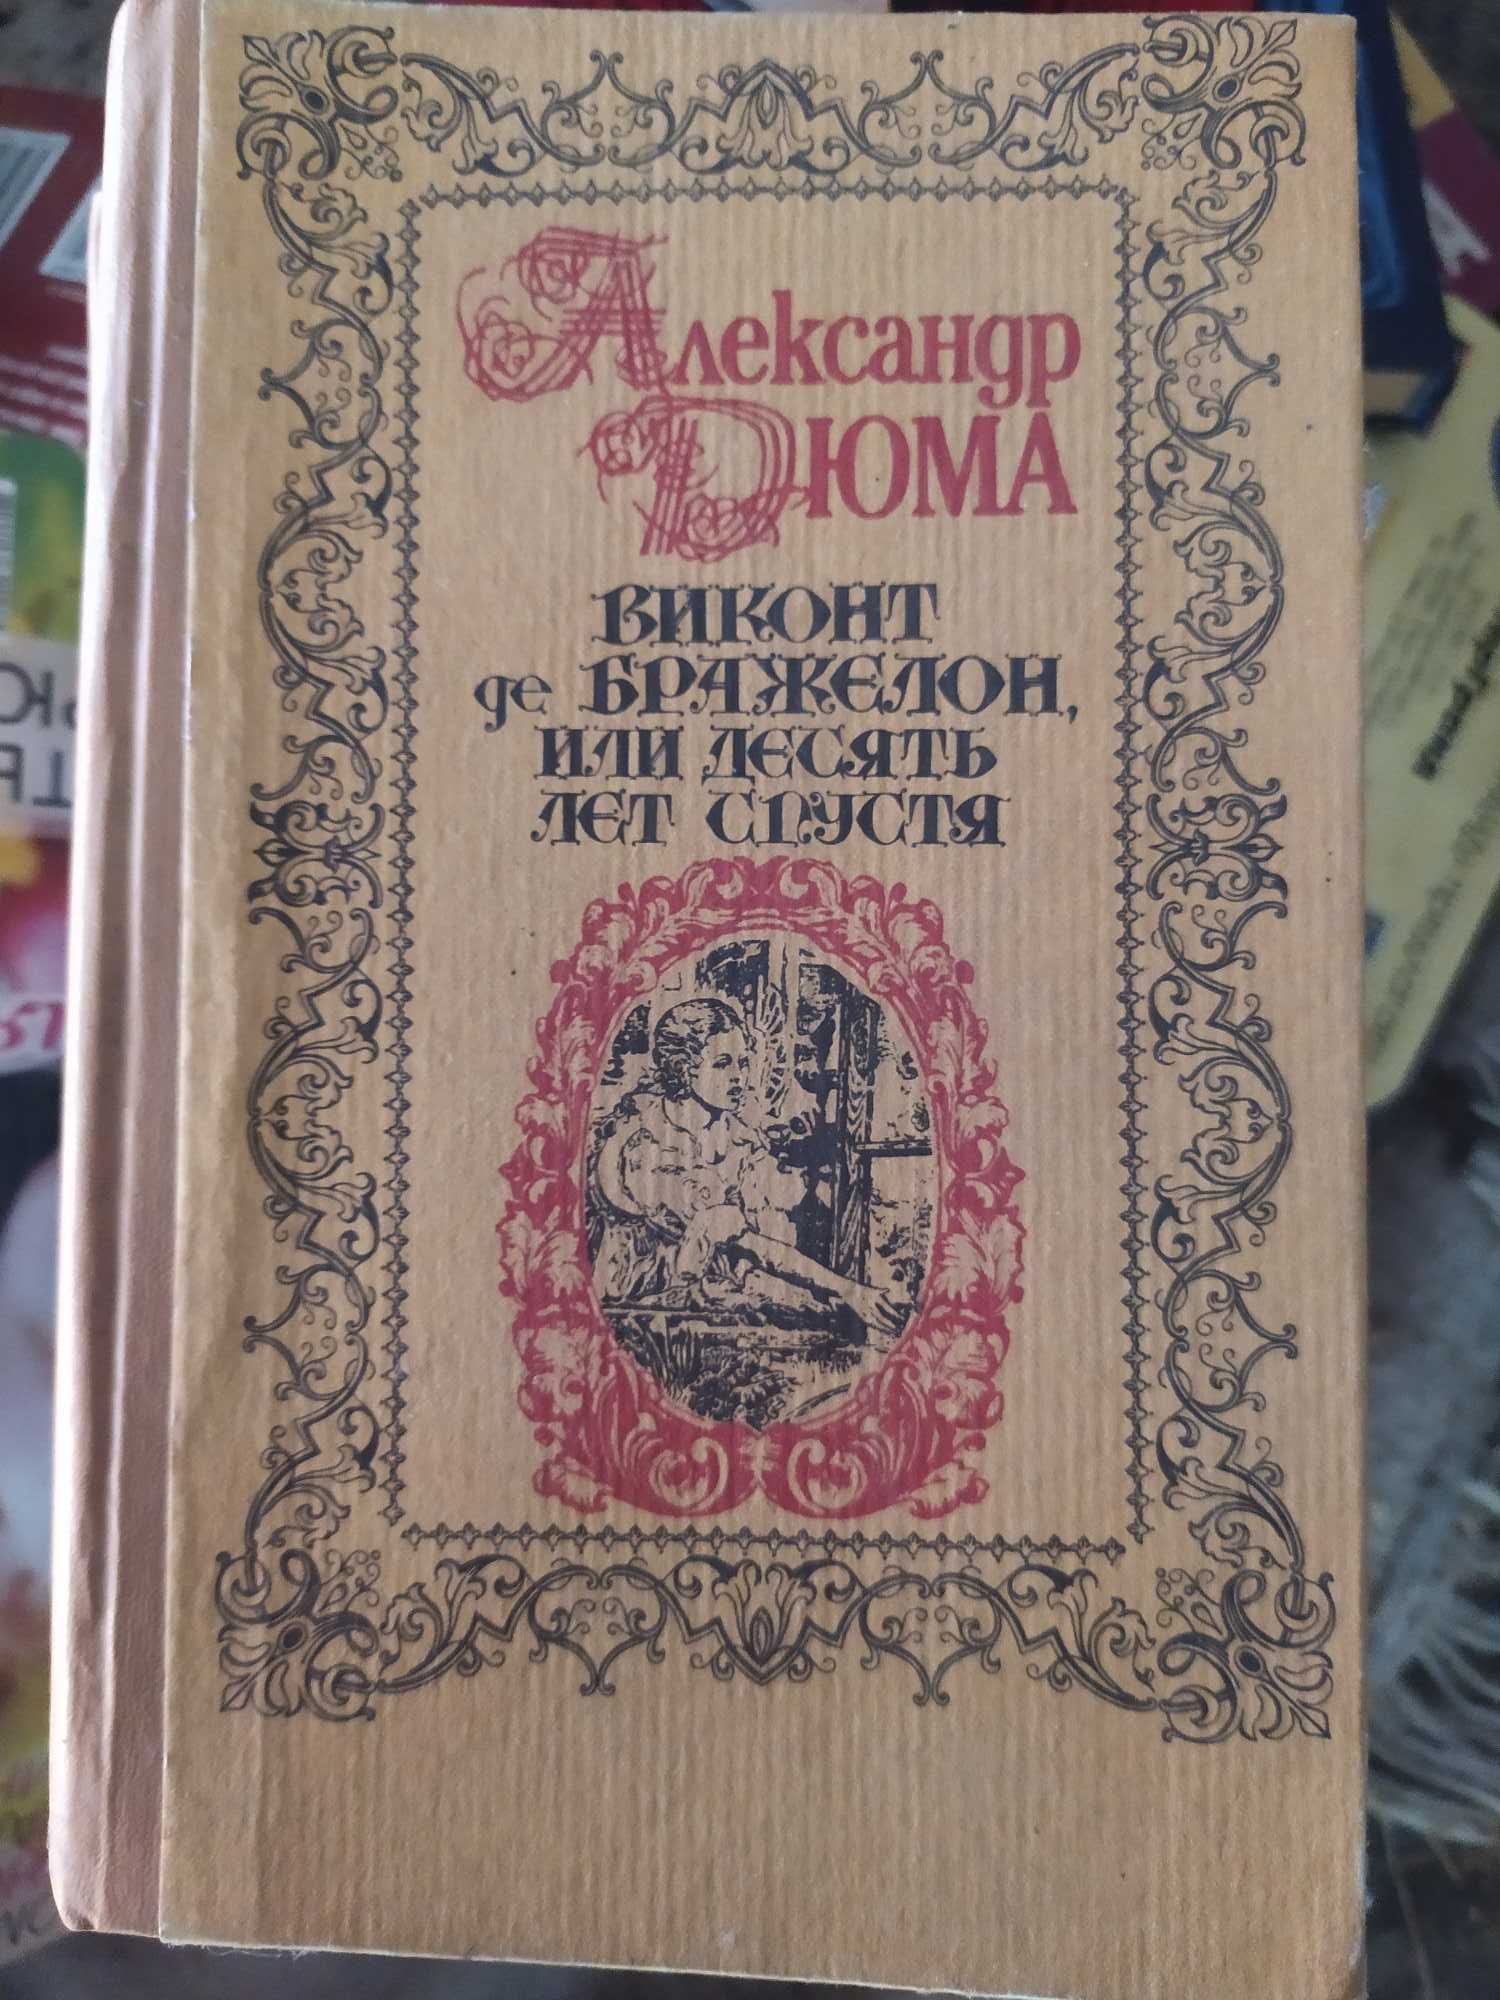 Александр
ДЮМА
ВИКОНТ
де БРАЖЕЛОН,
ИЛИ ДЕСЯТЬ
ЛЕТ СПУСТЯ